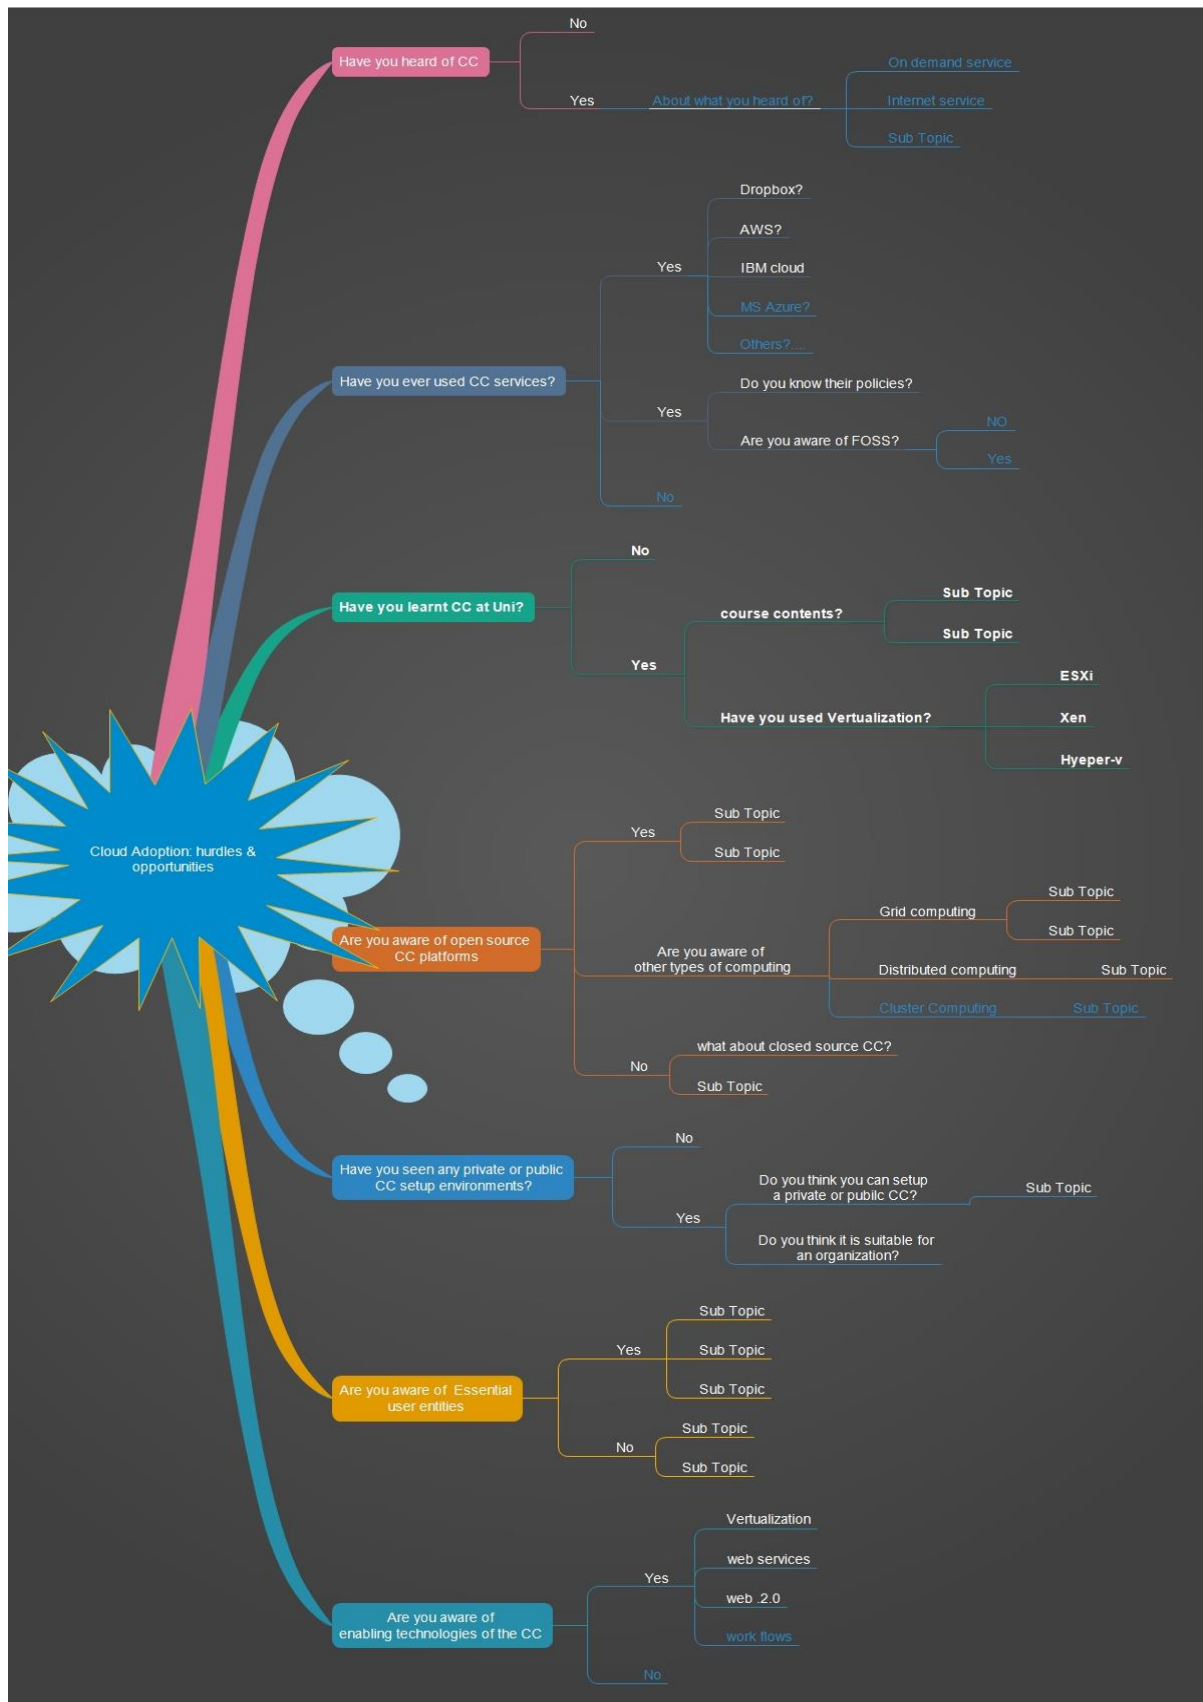 No
Have you heard of CC
Yes
About what you heard of?
On demand service
Internet service
Sub Topic
Dropbox?
AWS?
Yes
IBM cloud
MS Azure?
Others?....
Have you ever used CC services?
Do you know their policies?
Yes
Are you aware of FOSS?
NO
Yes
No
No
Have you learnt CC at Uni?
course contents?
Sub Topic
Sub Topic
Yes
Have you used Vertualization?
ESXi
Xen
Hyeper-v
Cloud Adoption: hurdles &
opportunities
Yes
Sub Topic
Sub Topic
Are you aware of open source
CC platforms
Are you aware of
other types of computing
Grid computing
Sub Topic
Sub Topic
Distributed computing
Sub Topic
Cluster Computing
Sub Topic
No
what about closed source CC?
Sub Topic
Have you seen any private or public
CC setup environments?
No
Yes
Do you think you can setup
a private or pubilc CC?
Sub Topic
Do you think it is suitable for
an organization?
Are you aware of Essential
user entities
Yes
Sub Topic
Sub Topic
Sub Topic
No
Sub Topic
Sub Topic
Are you aware of
enabling technologies of the CC
Yes
Vertualization
web services
web .2.0
work flows
No